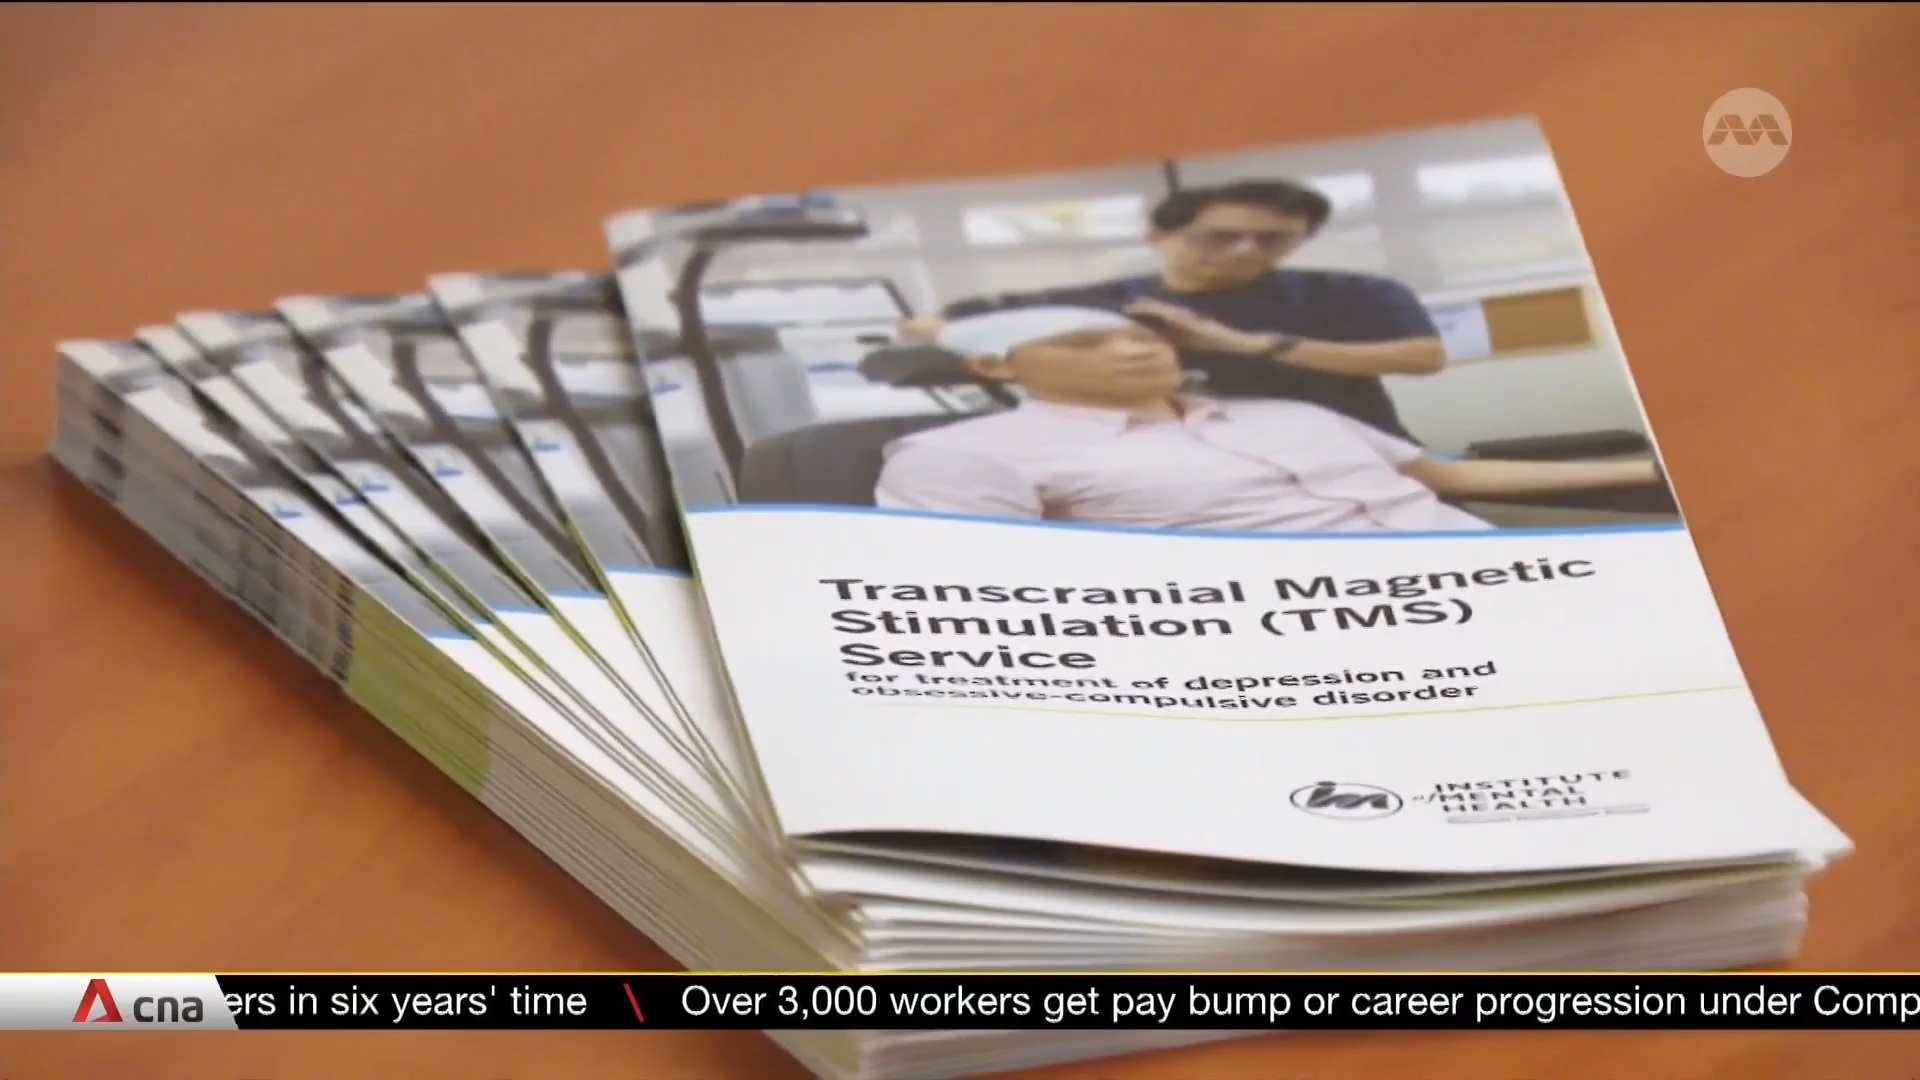 Transcranial Magnetic
Stimulation (TMS)
Service
for treatment of depression and
obsessive-compulsive disorder
INSTITUTE
of MENTAL
HEALTH
cna
ers in six years' time \ Over 3,000 workers get pay bump or career progression under Comp